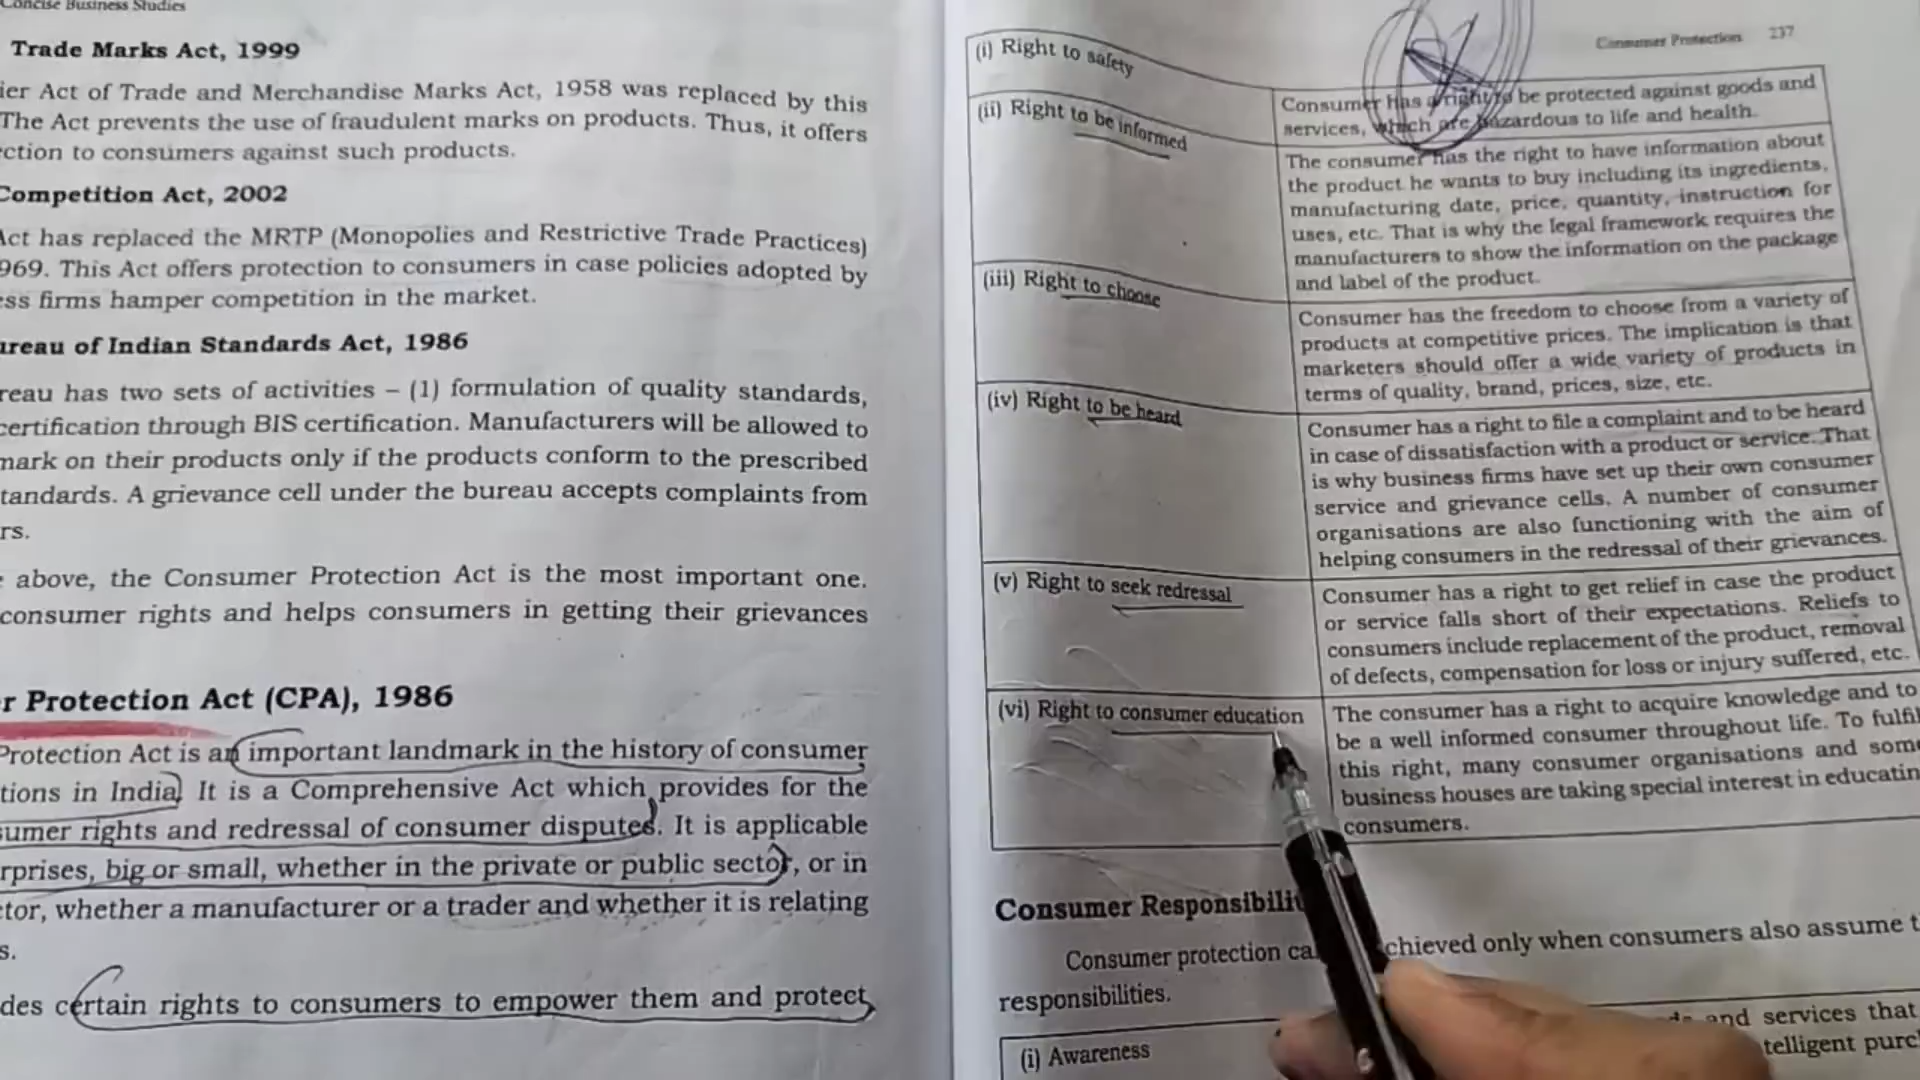 Concise Business Studies
Trade Marks Act, 1999
ier Act of Trade and Merchandise Marks Act, 1958 was replaced by this
The Act prevents the use of fraudulent marks on products. Thus, it offers
ction to consumers against such products.
Competition Act, 2002
Act has replaced the MRTP (Monopolies and Restrictive Trade Practices)
969. This Act offers protection to consumers in case policies adopted by
ess firms hamper competition in the market.
ureau of Indian Standards Act, 1986
reau has two sets of activities – (1) formulation of quality standards,
certification through BIS certification. Manufacturers will be allowed to
mark on their products only if the products conform to the prescribed
tandards. A grievance cell under the bureau accepts complaints from
rs.
above, the Consumer Protection Act is the most important one.
consumer rights and helps consumers in getting their grievances
r Protection Act (CPA), 1986
Protection Act is an important landmark in the history of consumer
tions in India. It is a Comprehensive Act which provides for the
sumer rights and redressal of consumer disputes. It is applicable
rprises, big or small, whether in the private or public sector, or in
tor, whether a manufacturer or a trader and whether it is relating
s.
des certain rights to consumers to empower them and protect
Consumer Protection 237
(i) Right to safety
Consumer has a right to be protected against goods and
services, which are hazardous to life and health.
(ii) Right to be informed
The consumer has the right to have information about
the product he wants to buy including its ingredients,
manufacturing date, price, quantity, instruction for
uses, etc. That is why the legal framework requires the
manufacturers to show the information on the package
and label of the product.
(iii) Right to choose
Consumer has the freedom to choose from a variety of
products at competitive prices. The implication is that
marketers should offer a wide variety of products in
terms of quality, brand, prices, size, etc.
(iv) Right to be heard
Consumer has a right to file a complaint and to be heard
in case of dissatisfaction with a product or service. That
is why business firms have set up their own consumer
service and grievance cells. A number of consumer
organisations are also functioning with the aim of
helping consumers in the redressal of their grievances.
(v) Right to seek redressal
Consumer has a right to get relief in case the product
or service falls short of their expectations. Reliefs to
consumers include replacement of the product, removal
of defects, compensation for loss or injury suffered, etc.
(vi) Right to consumer education
The consumer has a right to acquire knowledge and to
be a well informed consumer throughout life. To fulfil
this right, many consumer organisations and some
business houses are taking special interest in educatin
consumers.
Consumer Responsibilit
Consumer protection ca chieved only when consumers also assume t
responsibilities.
(i) Awareness
and services that
telligent purc